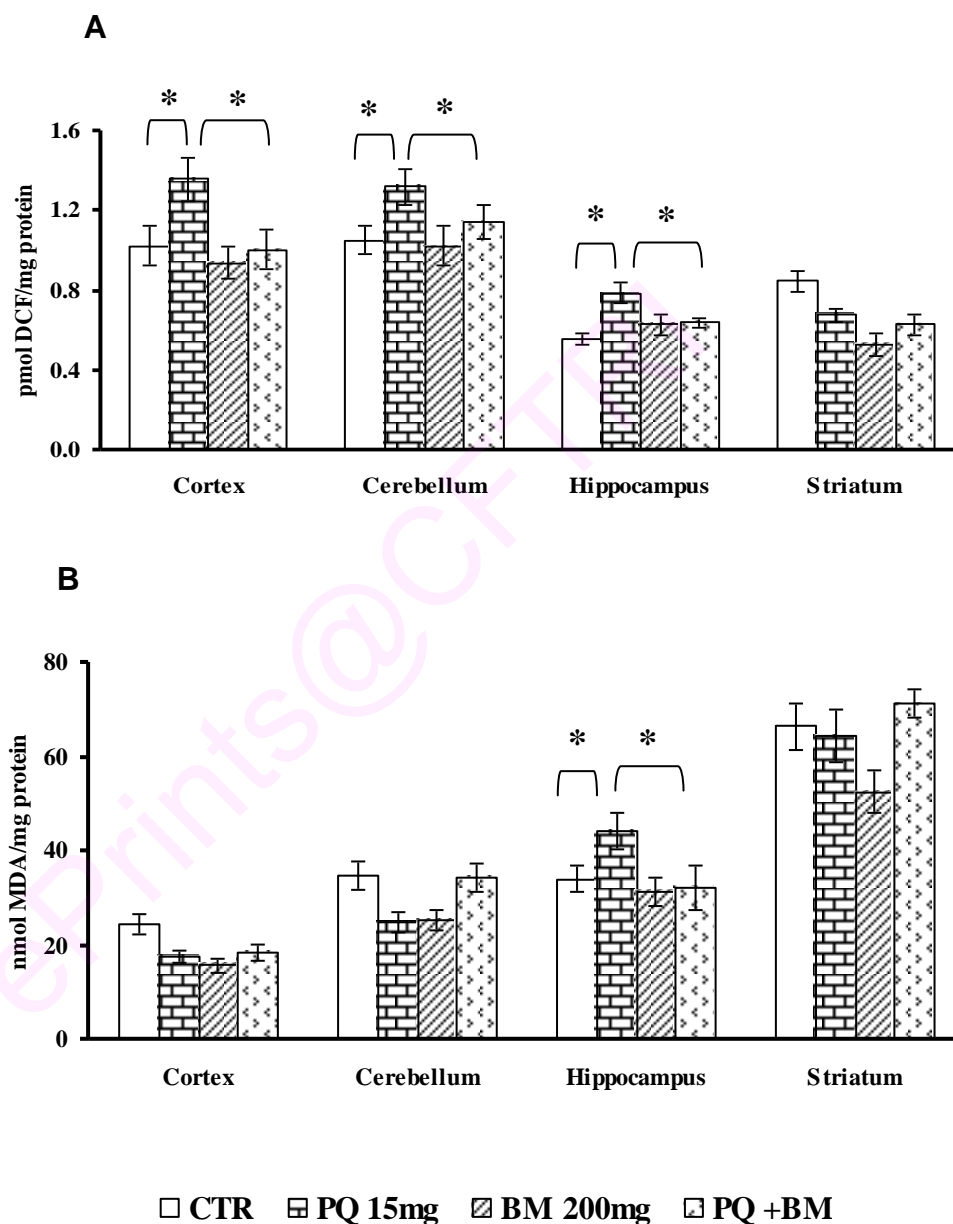 A
* * * * * *
1.6
1.2
0.8
0.4
0.0
pmol DCF/mg protein
Cortex Cerebellum Hippocampus Striatum
B
* *
80
60
40
20
0
nmol MDA/mg protein
Cortex Cerebellum Hippocampus Striatum
CTR PQ 15mg BM 200mg PQ +BM
ePrints@CFTRI